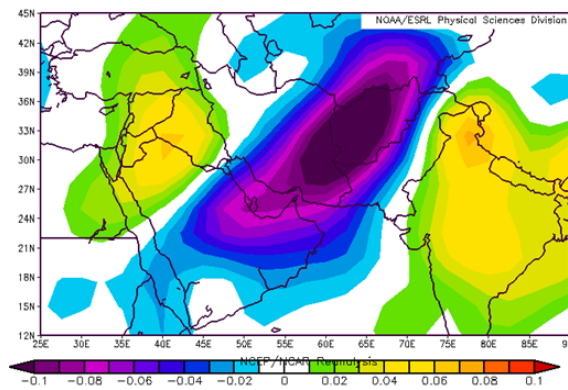 45N
NOAA/ESRL Physical Sciences Division
42N
39N
36N
33N
30N
27N
24N
21N
18N
15N
12N
25E 30E 35E 40E 45E 50E 55E 60E 65E 70E 75E 80E 85E 90E
NCEP/NCAR Reanalysis
-0.1 -0.08 -0.06 -0.04 -0.02 0 0.02 0.04 0.06 0.08 0.1